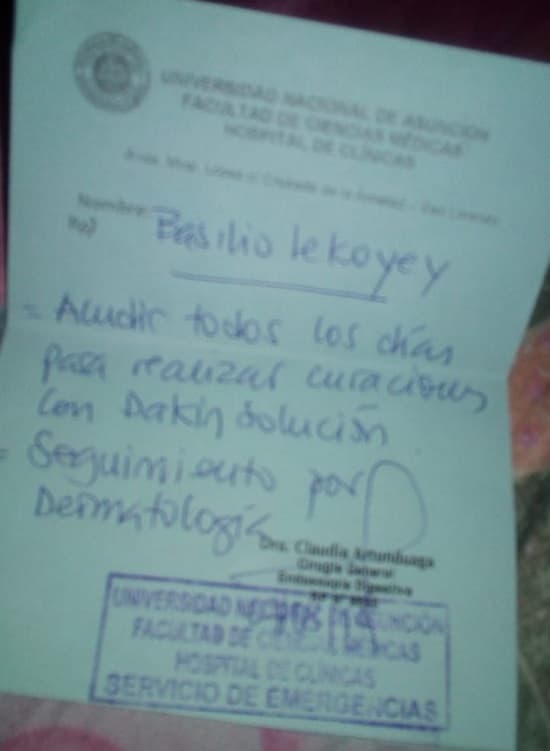 UNIVERSIDAD NACIONAL DE ASUNCIÓN
FACULTAD DE CIENCIAS MÉDICAS
HOSPITAL DE CLÍNICAS
Nombre:
Basilio lekoyey
= Acudir todos los días
para realizar curaciones
con Dakin Solución
= Seguimiento por
Dermatología
Dra. Claudia
Cirugía General
Endoscopia Digestiva
UNIVERSIDAD NACIONAL DE ASUNCIÓN
FACULTAD DE CIENCIAS MÉDICAS
HOSPITAL DE CLÍNICAS
SERVICIO DE EMERGENCIAS